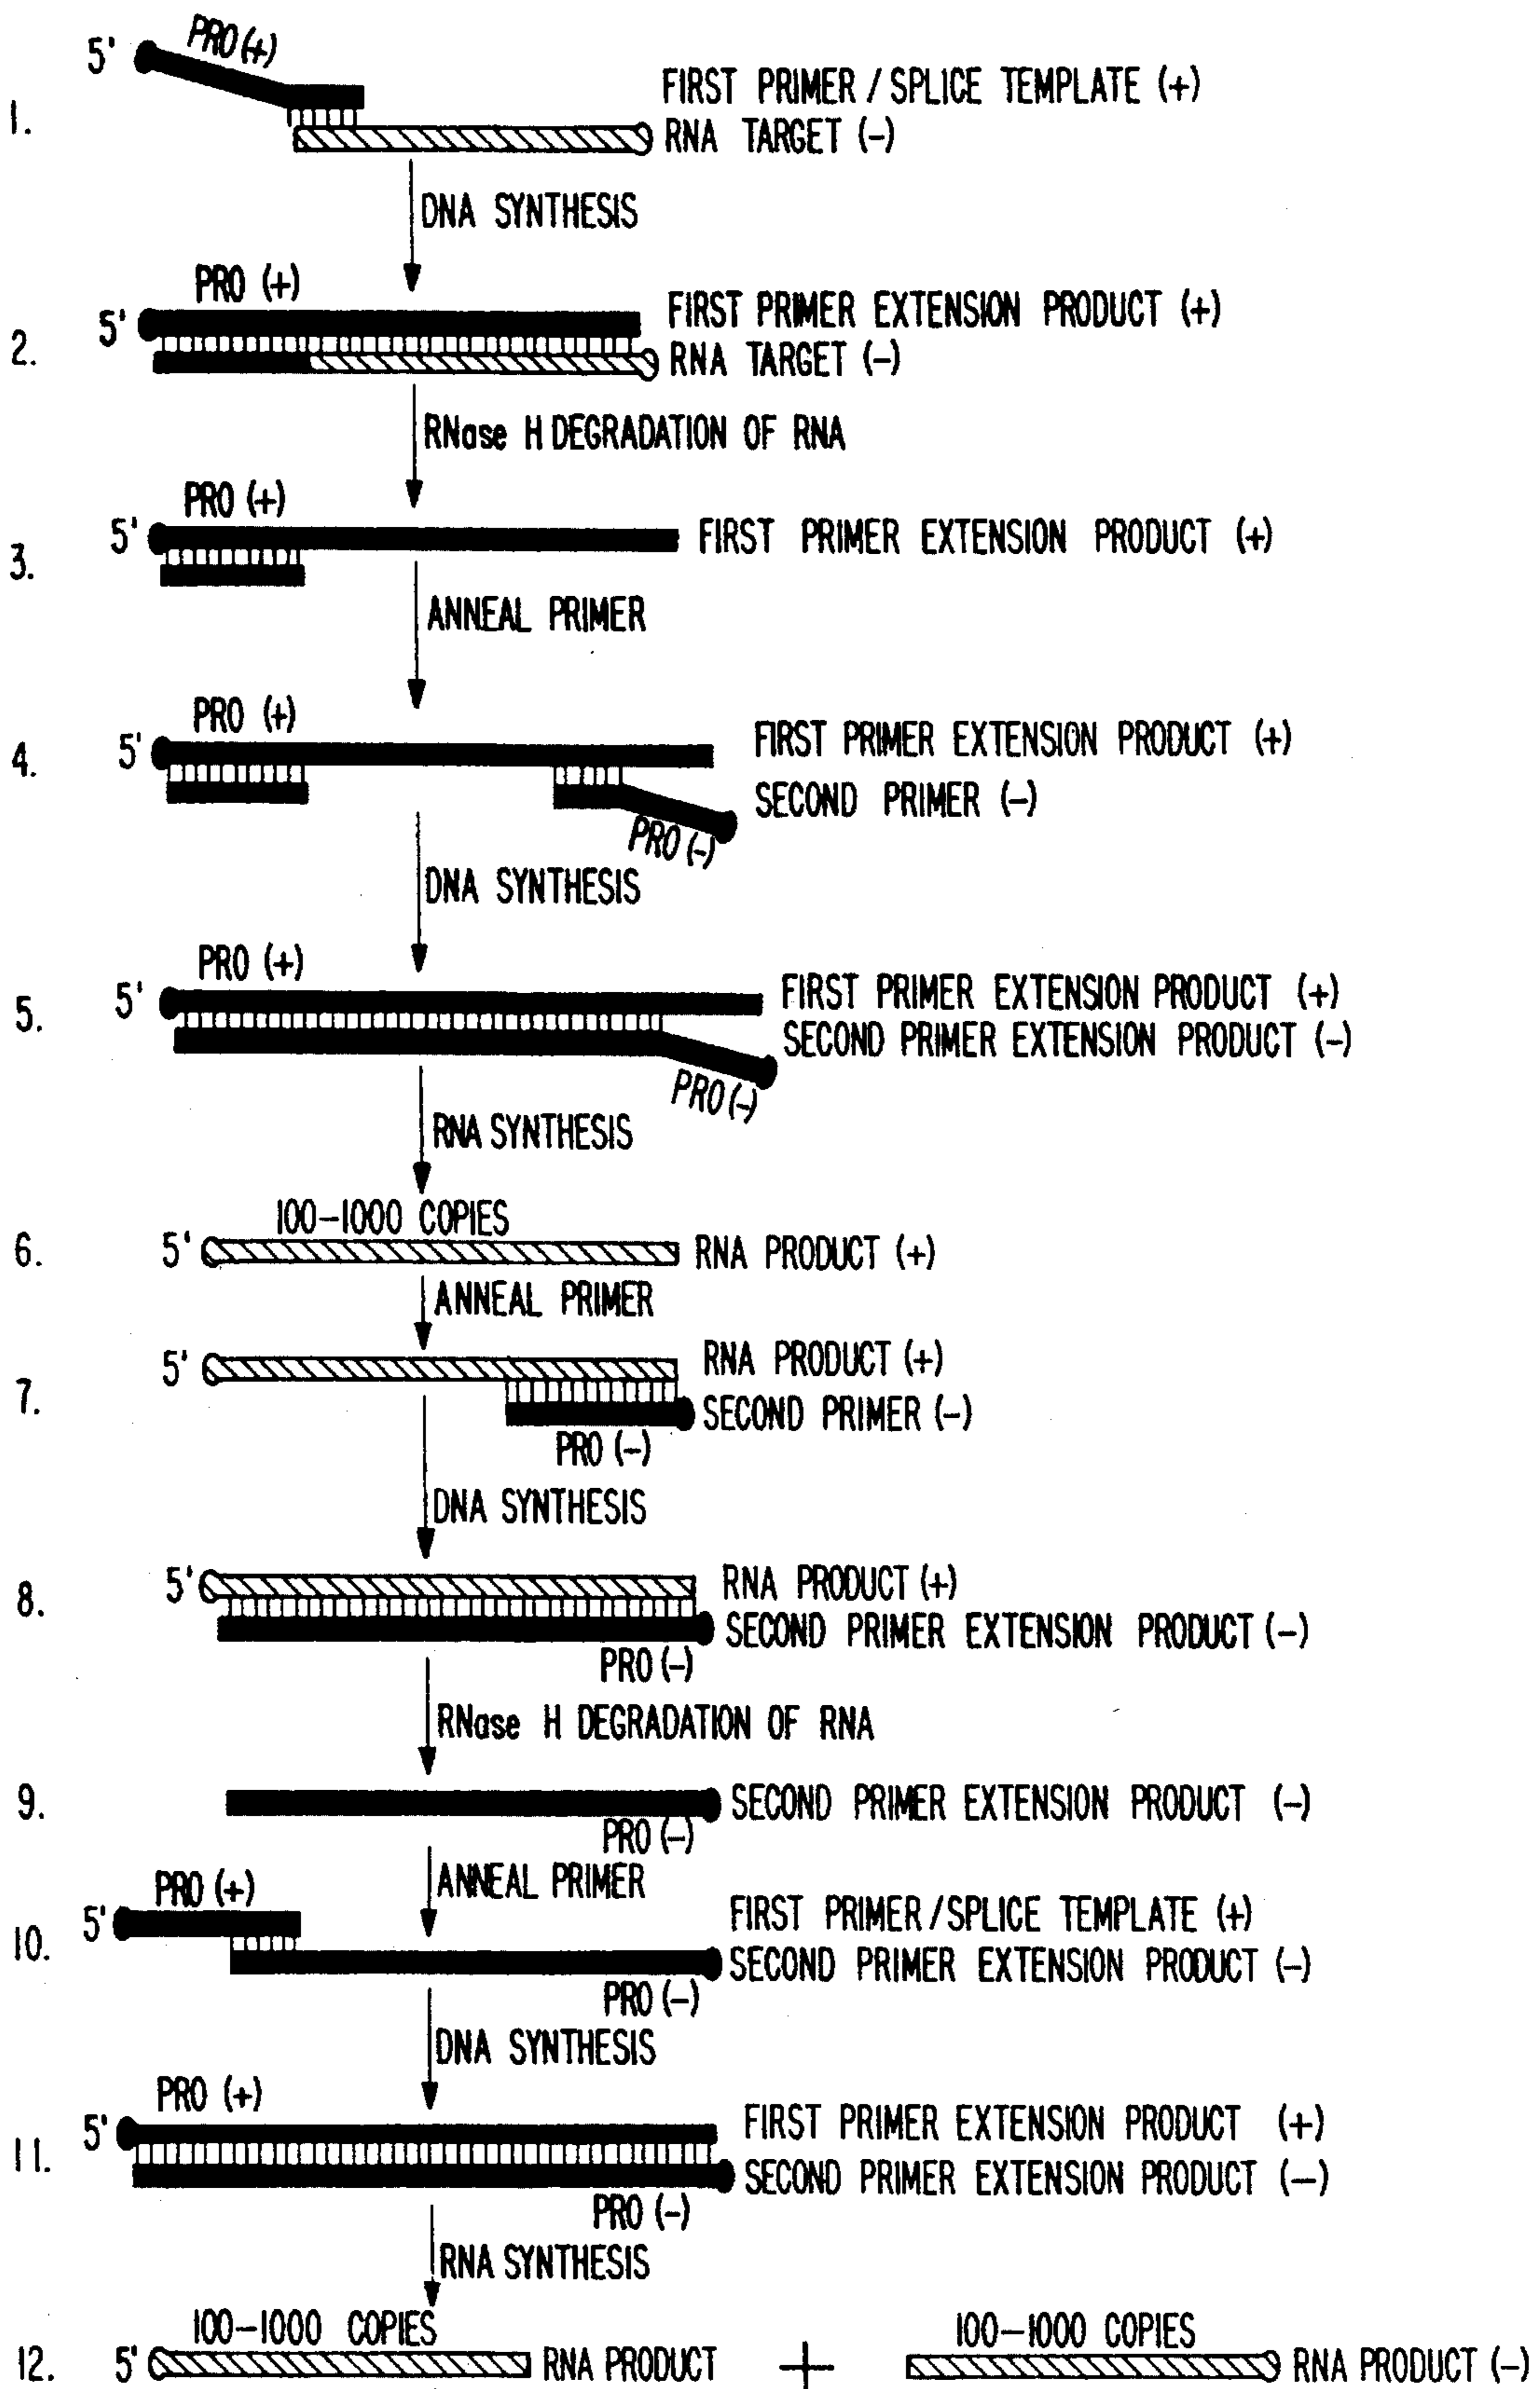 5' PRO (+)
1.
FIRST PRIMER / SPLICE TEMPLATE (+)
RNA TARGET (-)
DNA SYNTHESIS
PRO (+)
2.
5'
FIRST PRIMER EXTENSION PRODUCT (+)
RNA TARGET (-)
RNase H DEGRADATION OF RNA
PRO (+)
3.
5'
FIRST PRIMER EXTENSION PRODUCT (+)
ANNEAL PRIMER
PRO (+)
4.
5'
FIRST PRIMER EXTENSION PRODUCT (+)
SECOND PRIMER (-)
PRO (-)
DNA SYNTHESIS
PRO (+)
5.
5'
FIRST PRIMER EXTENSION PRODUCT (+)
SECOND PRIMER EXTENSION PRODUCT (-)
PRO (-)
RNA SYNTHESIS
100-1000 COPIES
6.
5'
RNA PRODUCT (+)
ANNEAL PRIMER
7.
5'
RNA PRODUCT (+)
SECOND PRIMER (-)
PRO (-)
DNA SYNTHESIS
8.
5'
RNA PRODUCT (+)
SECOND PRIMER EXTENSION PRODUCT (-)
PRO (-)
RNase H DEGRADATION OF RNA
9.
SECOND PRIMER EXTENSION PRODUCT (-)
PRO (-)
ANNEAL PRIMER
PRO (+)
10.
5'
FIRST PRIMER/SPLICE TEMPLATE (+)
SECOND PRIMER EXTENSION PRODUCT (-)
PRO (-)
DNA SYNTHESIS
PRO (+)
11.
5'
FIRST PRIMER EXTENSION PRODUCT (+)
SECOND PRIMER EXTENSION PRODUCT (-)
PRO (-)
RNA SYNTHESIS
100-1000 COPIES
100-1000 COPIES
12. 5' RNA PRODUCT + RNA PRODUCT (-)